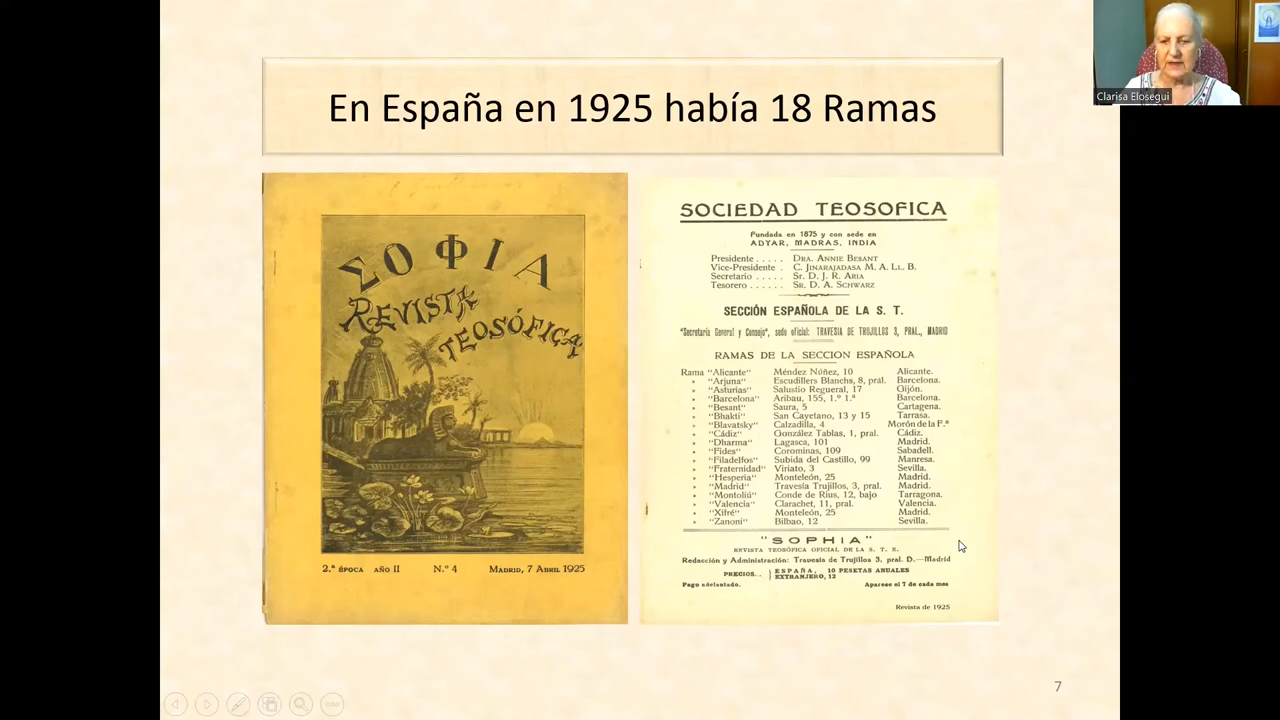 Clarisa Elosegui
En España en 1925 había 18 Ramas
ΣΟΦΙΑ
REVISTA
TEOSÓFICA
2.ª ÉPOCA AÑO II N.º 4 MADRID, 7 ABRIL 1925
SOCIEDAD TEOSOFICA
Fundada en 1875 y con sede en
ADYAR, MADRAS, INDIA
Presidente . . . . . DRA. ANNIE BESANT
Vice-Presidente . C. JINARAJADASA M. A. LL. B.
Secretario . . . . . SR. D. J. R. ARIA
Tesorero . . . . . . SR. D. A. SCHWARZ
SECCIÓN ESPAÑOLA DE LA S. T.
"Secretaría General y Consejo", sede oficial: TRAVESIA DE TRUJILLOS 3, PRAL., MADRID
RAMAS DE LA SECCION ESPAÑOLA
Rama "Alicante" Méndez Núñez, 10 Alicante.
» "Arjuna" Escudillers Blanchs, 8, pral. Barcelona.
» "Asturias" Salustio Regueral, 17 Gijón.
» "Barcelona" Aribau, 155, 1.º 1.ª Barcelona.
» "Besant" Saura, 5 Cartagena.
» "Bhakti" San Cayetano, 13 y 15 Tarrasa.
» "Blavatsky" Calzadilla, 4 Morón de la F.ª
» "Cádiz" González Tablas, 1, pral. Cádiz.
» "Dharma" Lagasca, 101 Madrid.
» "Fides" Corominas, 109 Sabadell.
» "Filadelfos" Subida del Castillo, 99 Manresa.
» "Fraternidad" Viriato, 3 Sevilla.
» "Hesperia" Monteleón, 25 Madrid.
» "Madrid" Travesía Trujillos, 3, pral. Madrid.
» "Montoliú" Conde de Rius, 12, bajo Tarragona.
» "Valencia" Clarachet, 11, pral. Valencia.
» "Xifré" Monteleón, 25 Madrid.
» "Zanoni" Bilbao, 12 Sevilla.
"SOPHIA"
REVISTA TEOSÓFICA OFICIAL DE LA S. T. E.
Redacción y Administración: Travesía de Trujillos 3, pral. D.—Madrid
PRECIOS.. ESPAÑA, 10 PESETAS ANUALES
EXTRANJERO, 12
Pago adelantado. Aparece el 7 de cada mes
Revista de 1925
7